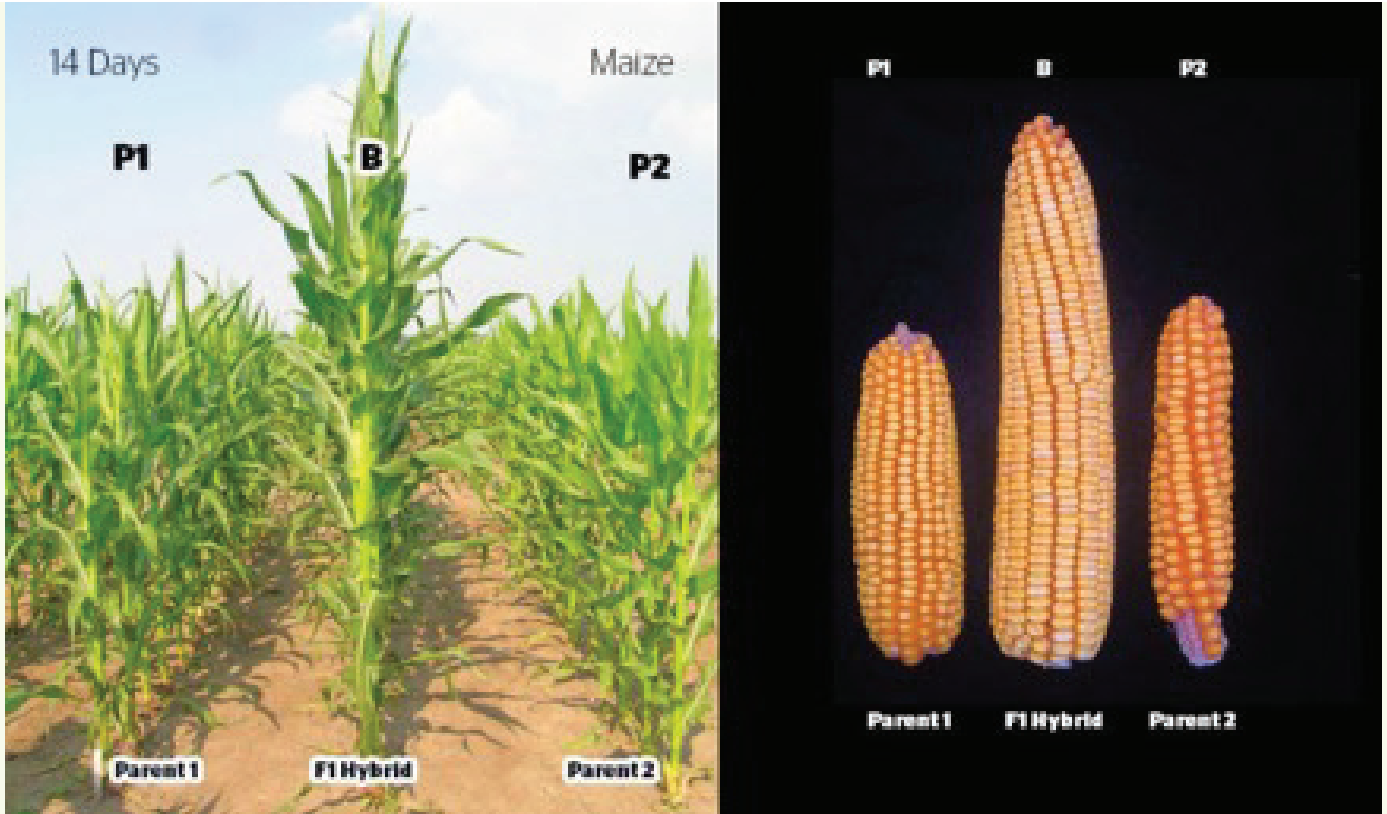 14 Days
Maize
P1
B
P2
Parent 1
F1 Hybrid
Parent 2
P1
B
P2
Parent 1
F1 Hybrid
Parent 2